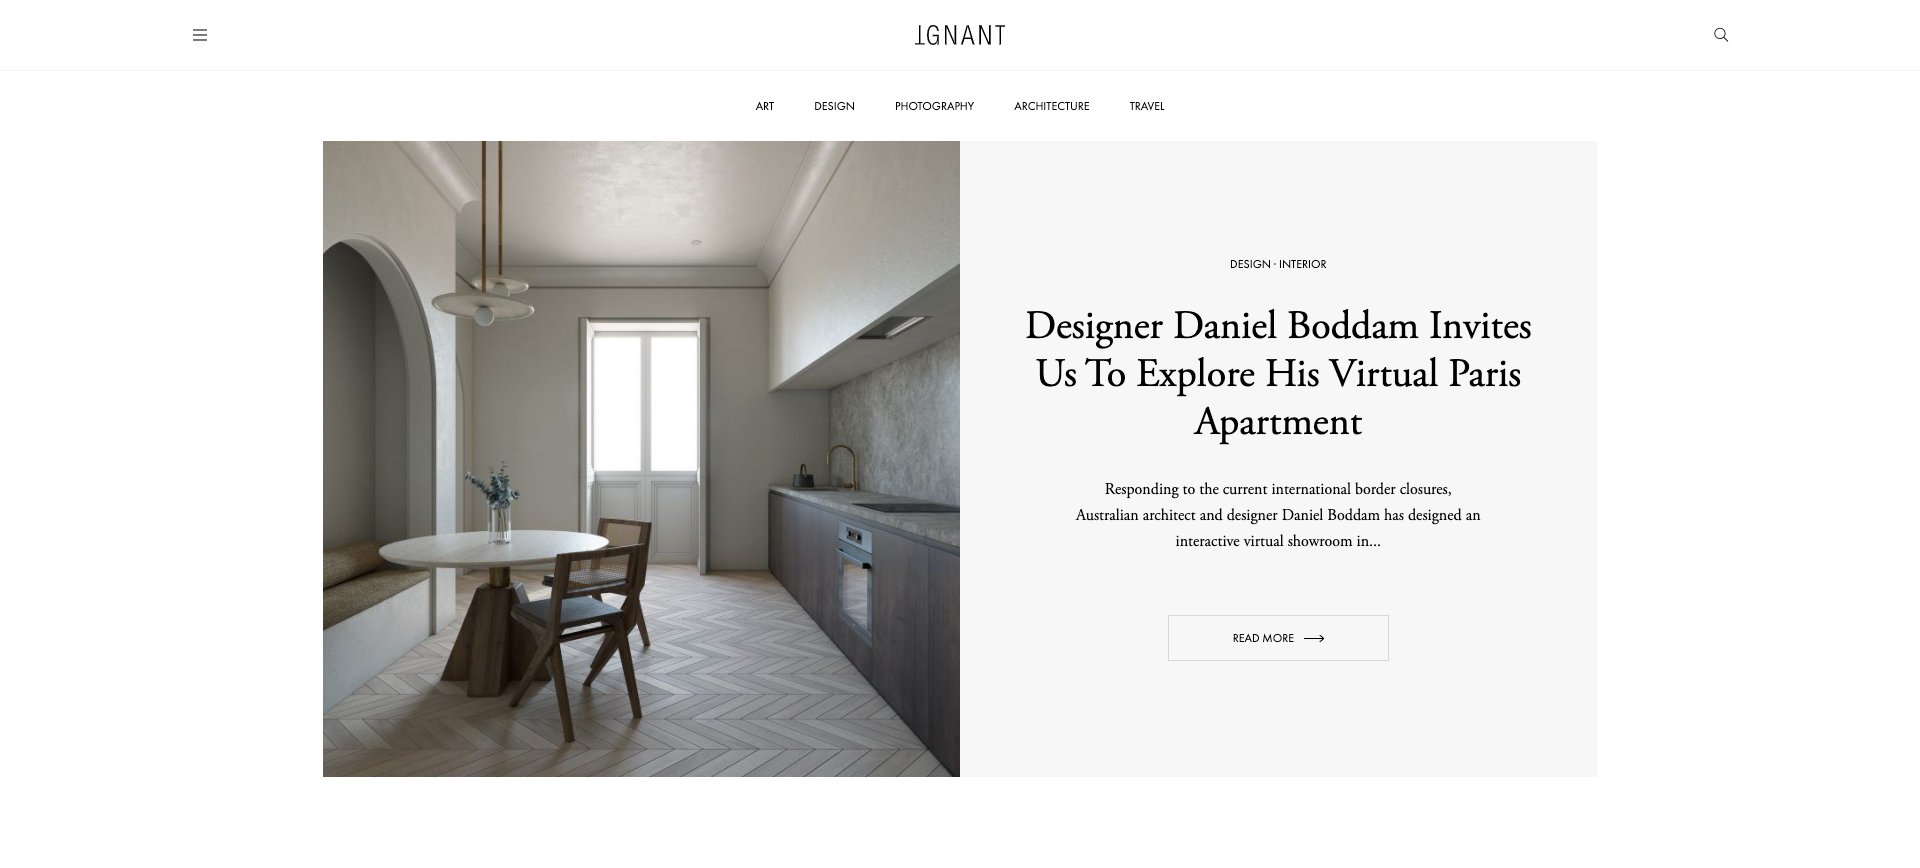 IGNANT
ART DESIGN PHOTOGRAPHY ARCHITECTURE TRAVEL
DESIGN · INTERIOR
Designer Daniel Boddam Invites
Us To Explore His Virtual Paris
Apartment
Responding to the current international border closures,
Australian architect and designer Daniel Boddam has designed an
interactive virtual showroom in...
READ MORE